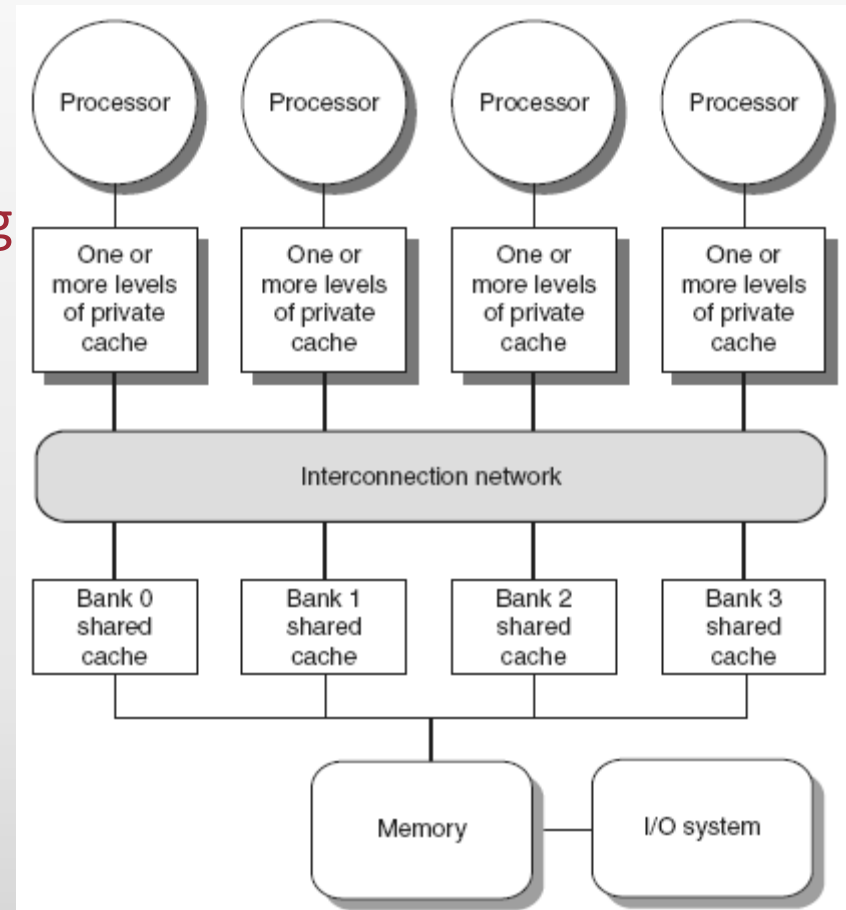 Processor
Processor
Processor
Processor
g
One or
more levels
of private
cache
One or
more levels
of private
cache
One or
more levels
of private
cache
One or
more levels
of private
cache
Interconnection network
Bank 0
shared
cache
Bank 1
shared
cache
Bank 2
shared
cache
Bank 3
shared
cache
Memory
I/O system